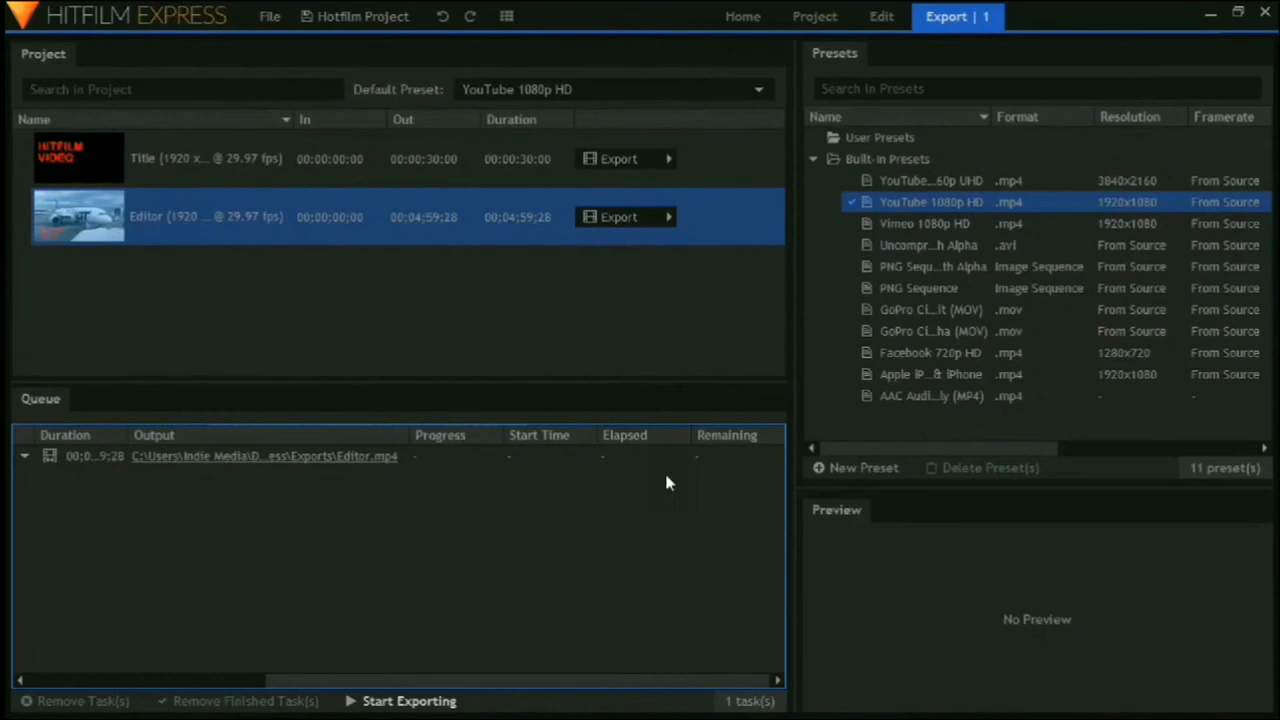 HITFILM EXPRESS File Hotfilm Project Home Project Edit Export | 1
Project
Search in Project Default Preset: YouTube 1080p HD
Name In Out Duration
HITFILM
VIDEO
Title (1920 x... @ 29.97 fps) 00:00:00:00 00:00:30:00 00:00:30:00 Export
Editor (1920 ... @ 29.97 fps) 00;00;00;00 00;04;59;28 00;04;59;28 Export
Queue
Duration Output Progress Start Time Elapsed Remaining
00;0...9;28 C:\Users\Indie Media\D...ess\Exports\Editor.mp4 - - - -
Remove Task(s) Remove Finished Task(s) Start Exporting 1 task(s)
Presets
Search in Presets
Name Format Resolution Framerate
User Presets
Built-in Presets
YouTube...60p UHD .mp4 3840x2160 From Source
YouTube 1080p HD .mp4 1920x1080 From Source
Vimeo 1080p HD .mp4 1920x1080 From Source
Uncompr...h Alpha .avi From Source From Source
PNG Sequ...th Alpha Image Sequence From Source From Source
PNG Sequence Image Sequence From Source From Source
GoPro Ci...it (MOV) .mov From Source From Source
GoPro Ci...ha (MOV) .mov From Source From Source
Facebook 720p HD .mp4 1280x720 From Source
Apple iP...& iPhone .mp4 1920x1080 From Source
AAC Audi...ly (MP4) .mp4 - -
New Preset Delete Preset(s) 11 preset(s)
Preview
No Preview